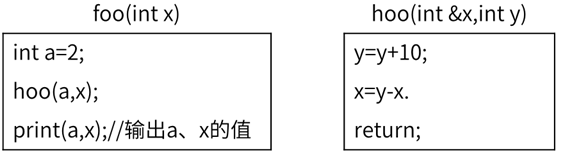 foo(int x)
int a=2;
hoo(a,x);
print(a,x);//输出a、x的值
hoo(int &x,int y)
y=y+10;
x=y-x.
return;